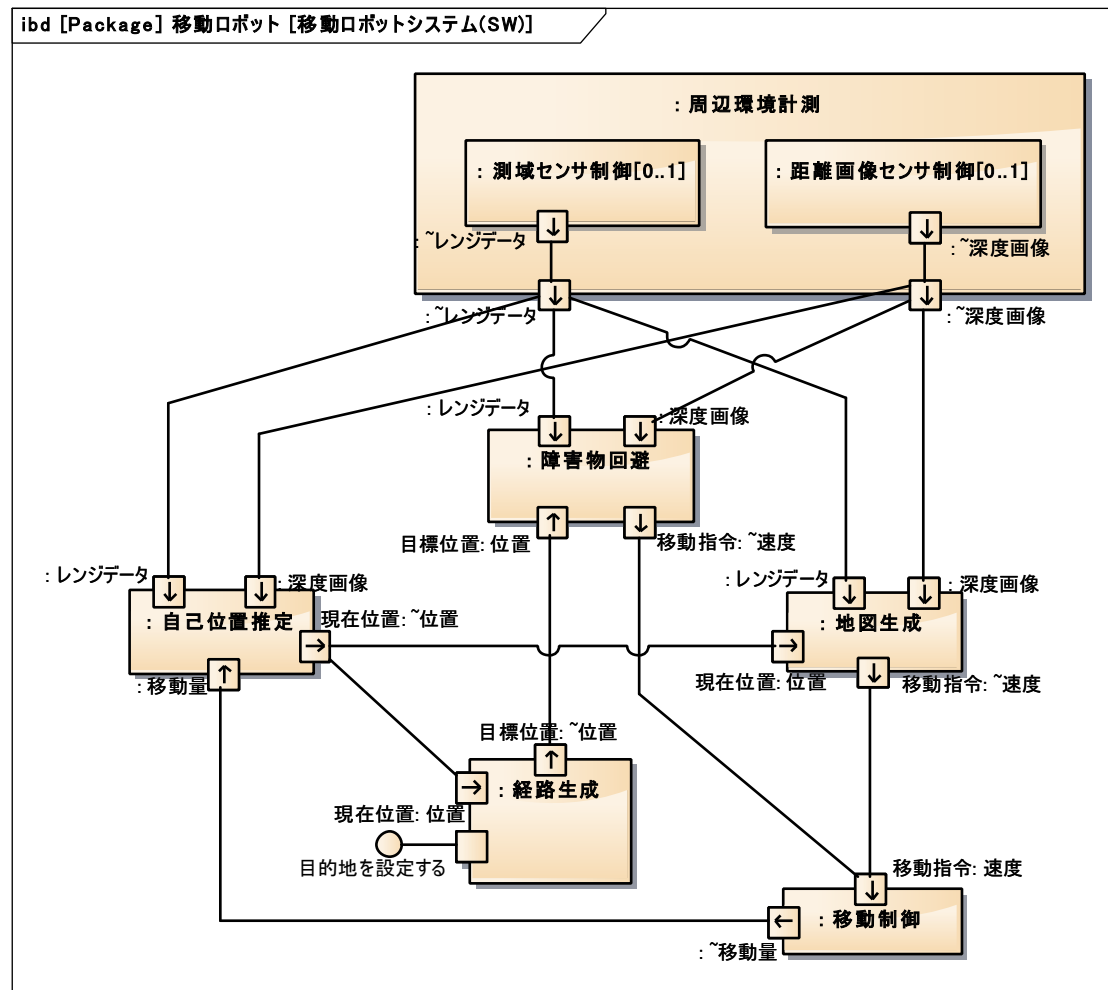 ibd [Package] 移動ロボット [移動ロボットシステム(SW)]
: 周辺環境計測
: 測域センサ制御[0..1]
: 距離画像センサ制御[0..1]
: ~レンジデータ
: ~深度画像
: ~レンジデータ
: ~深度画像
: レンジデータ
: 深度画像
: 障害物回避
目標位置: 位置
移動指令: ~速度
: レンジデータ
: 深度画像
: レンジデータ
: 深度画像
: 自己位置推定
現在位置: ~位置
: 地図生成
: 移動量
現在位置: 位置
移動指令: ~速度
目標位置: ~位置
: 経路生成
現在位置: 位置
目的地を設定する
移動指令: 速度
: 移動制御
: ~移動量